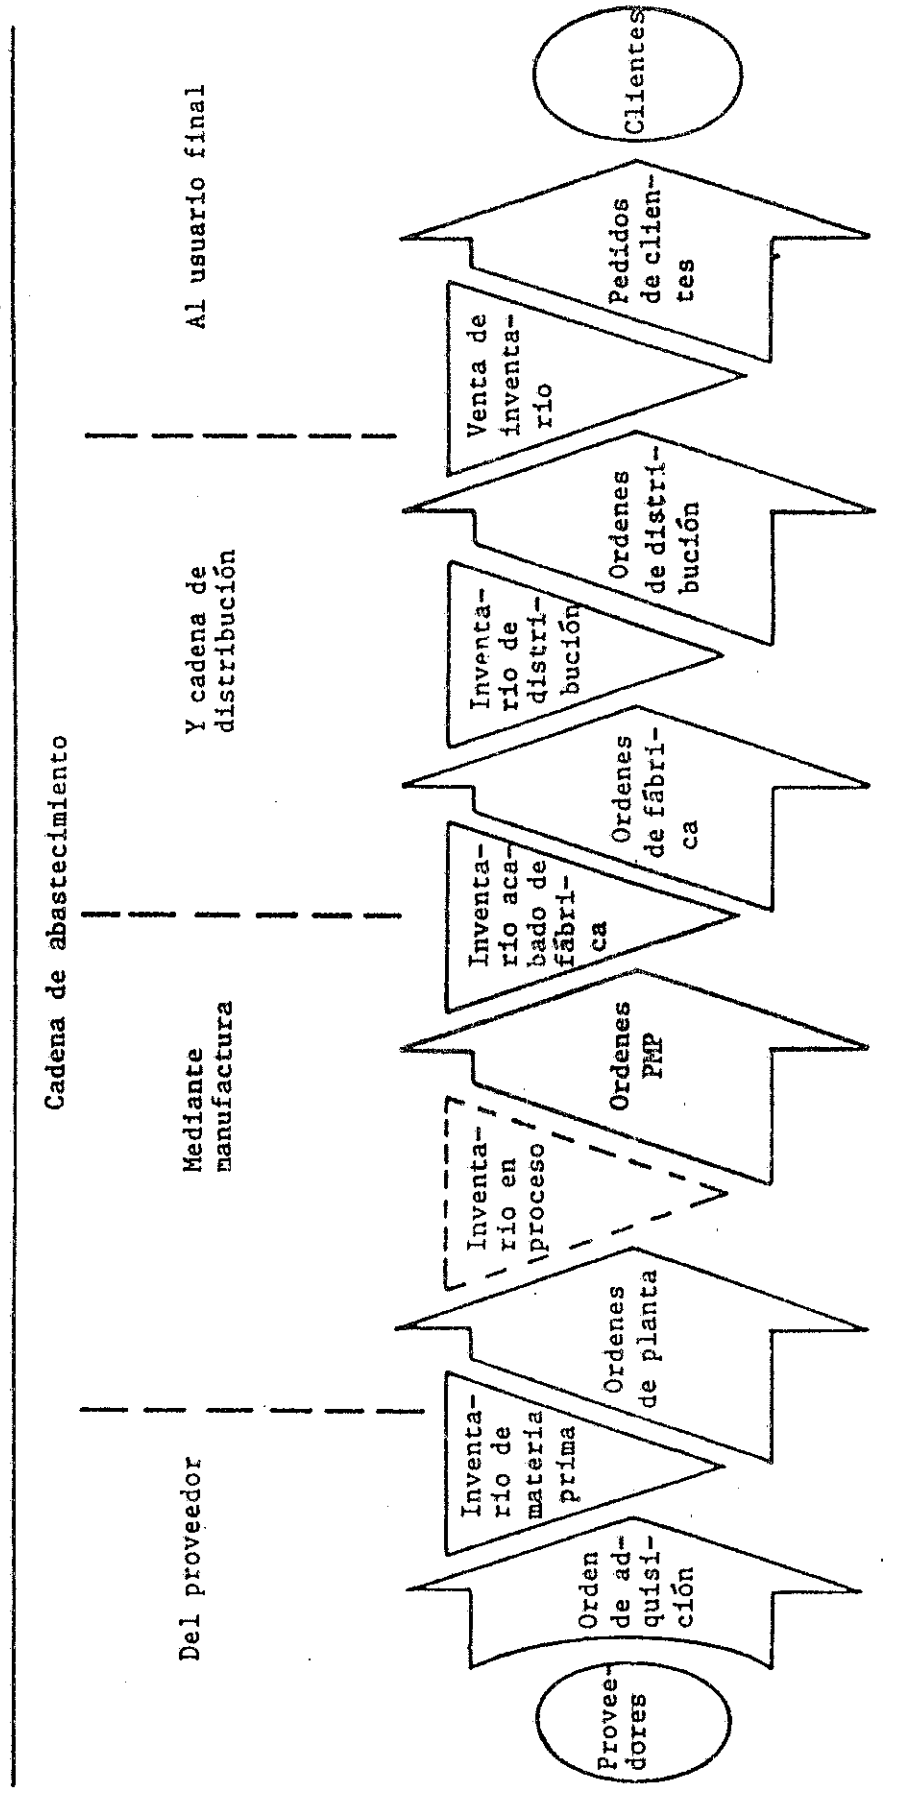 Cadena de abastecimiento
Del proveedor
Mediante
manufactura
Y cadena de
distribución
Al usuario final
Provee-
dores
Orden
de ad-
quisi-
ción
Inventa-
rio de
materia
prima
Ordenes
de planta
Inventa-
rio en
proceso
Ordenes
PMP
Inventa-
rio aca-
bado de
fábri-
ca
Ordenes
de fábri-
ca
Inventa-
rio de
distri-
bución
Ordenes
de distri-
bución
Venta de
inventa-
rio
Pedidos
de clien-
tes
Clientes